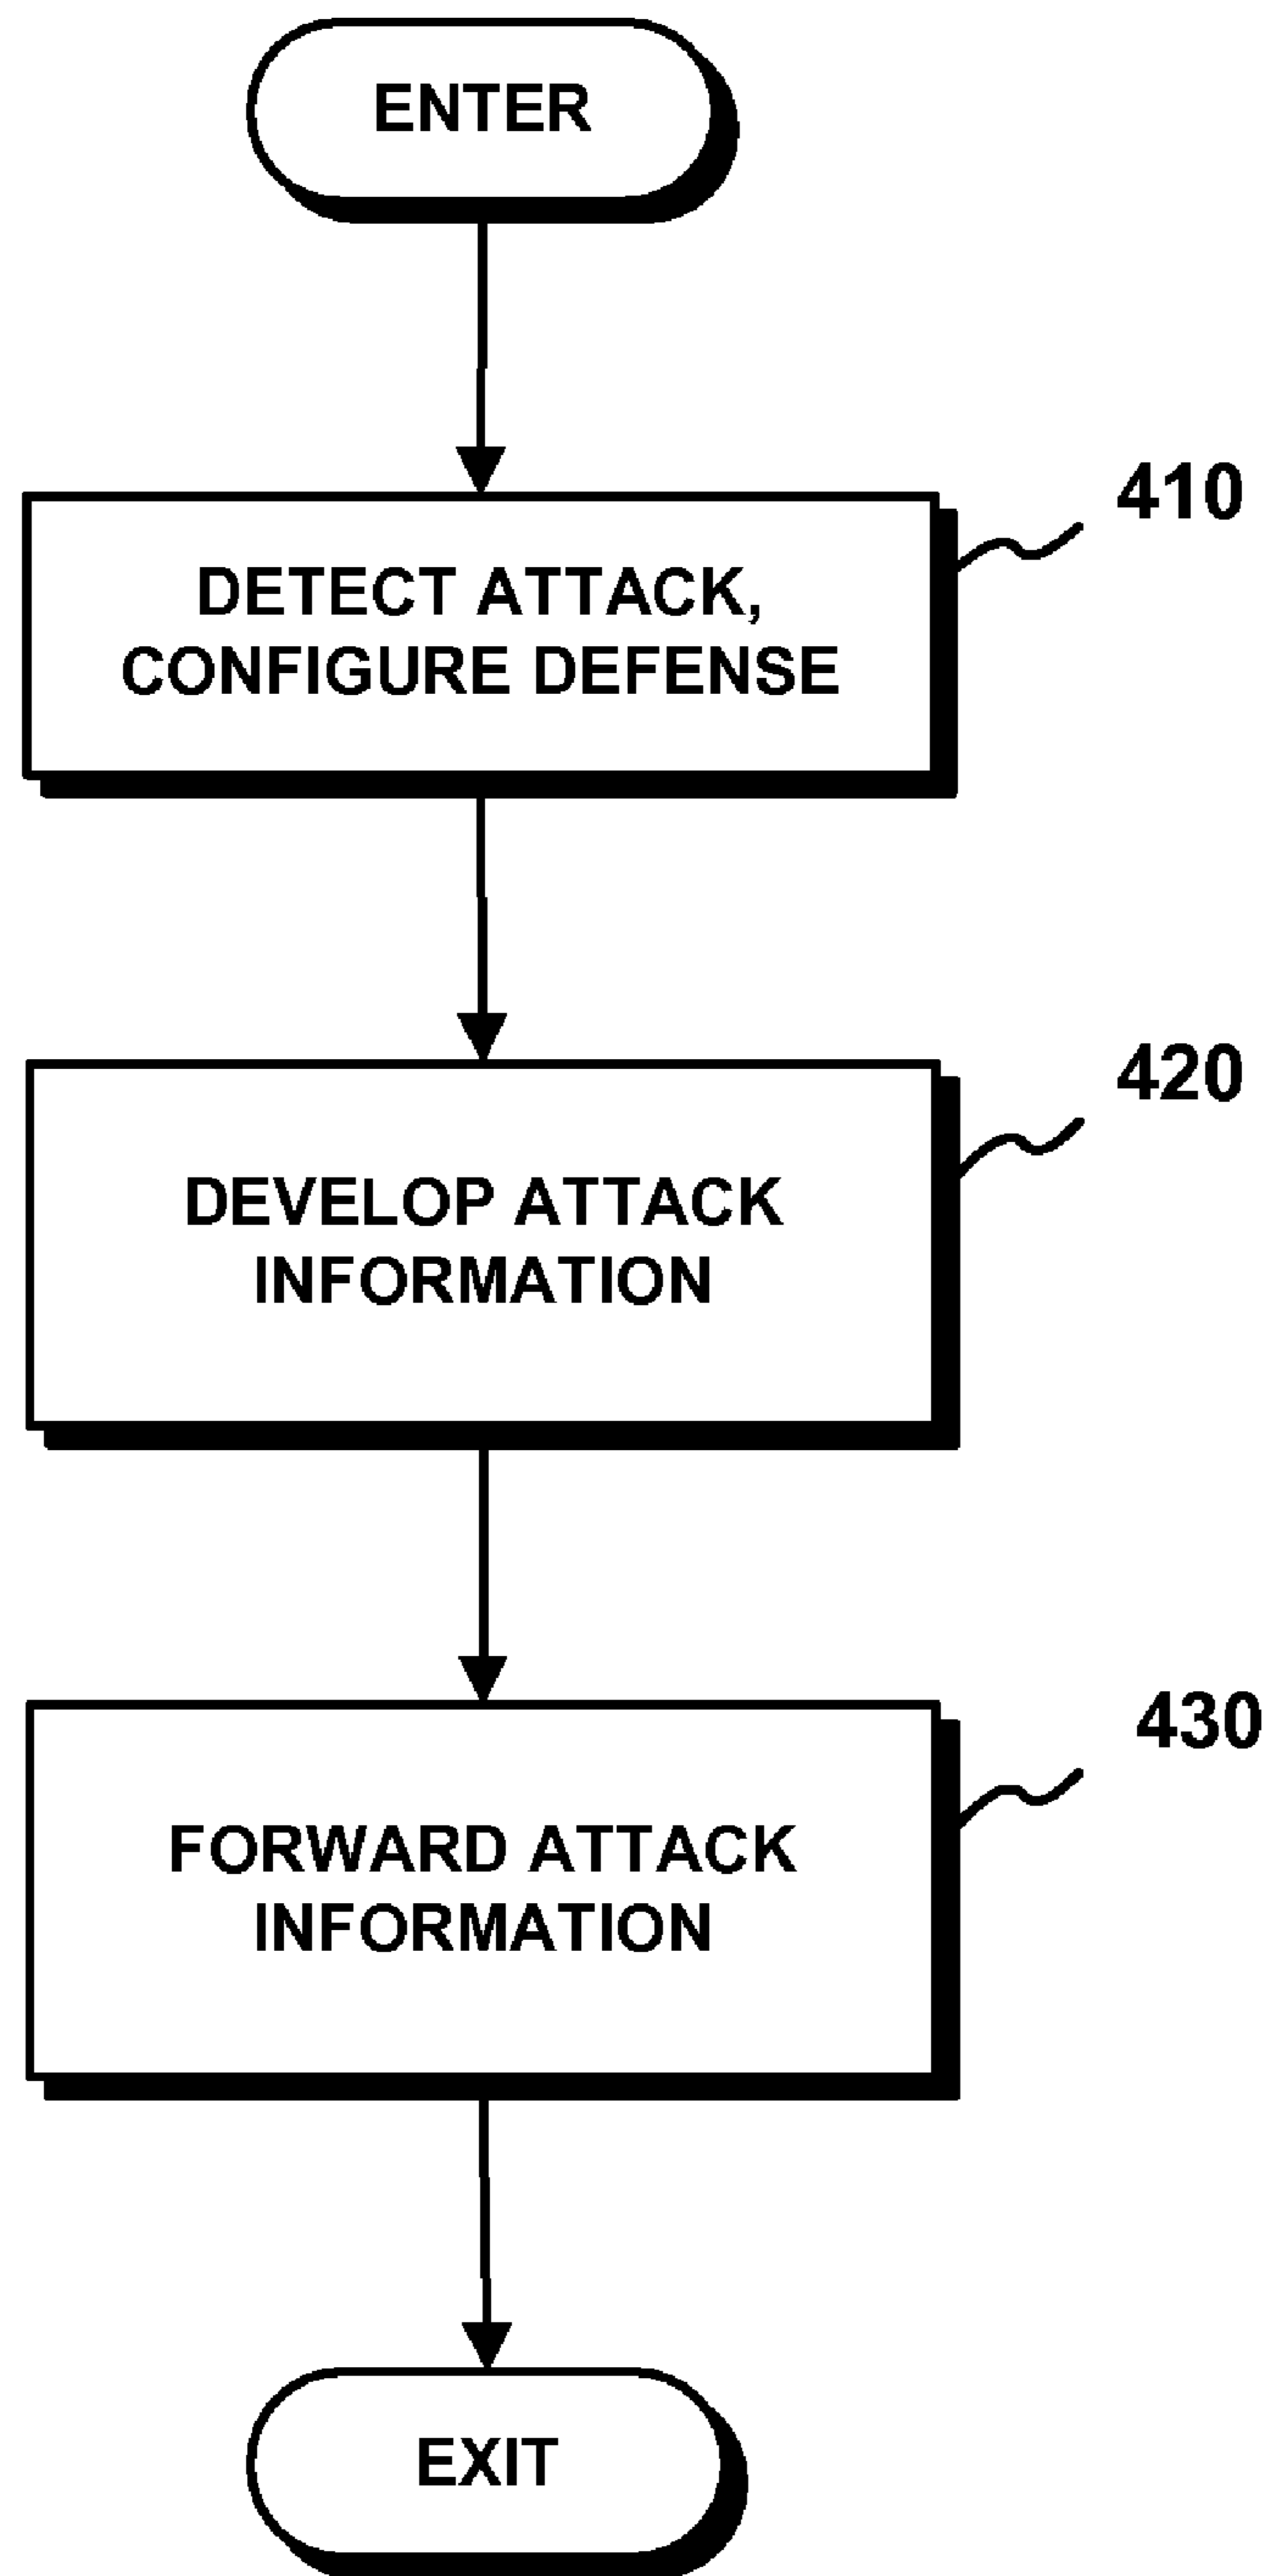 ENTER
410
DETECT ATTACK,
CONFIGURE DEFENSE
420
DEVELOP ATTACK
INFORMATION
430
FORWARD ATTACK
INFORMATION
EXIT